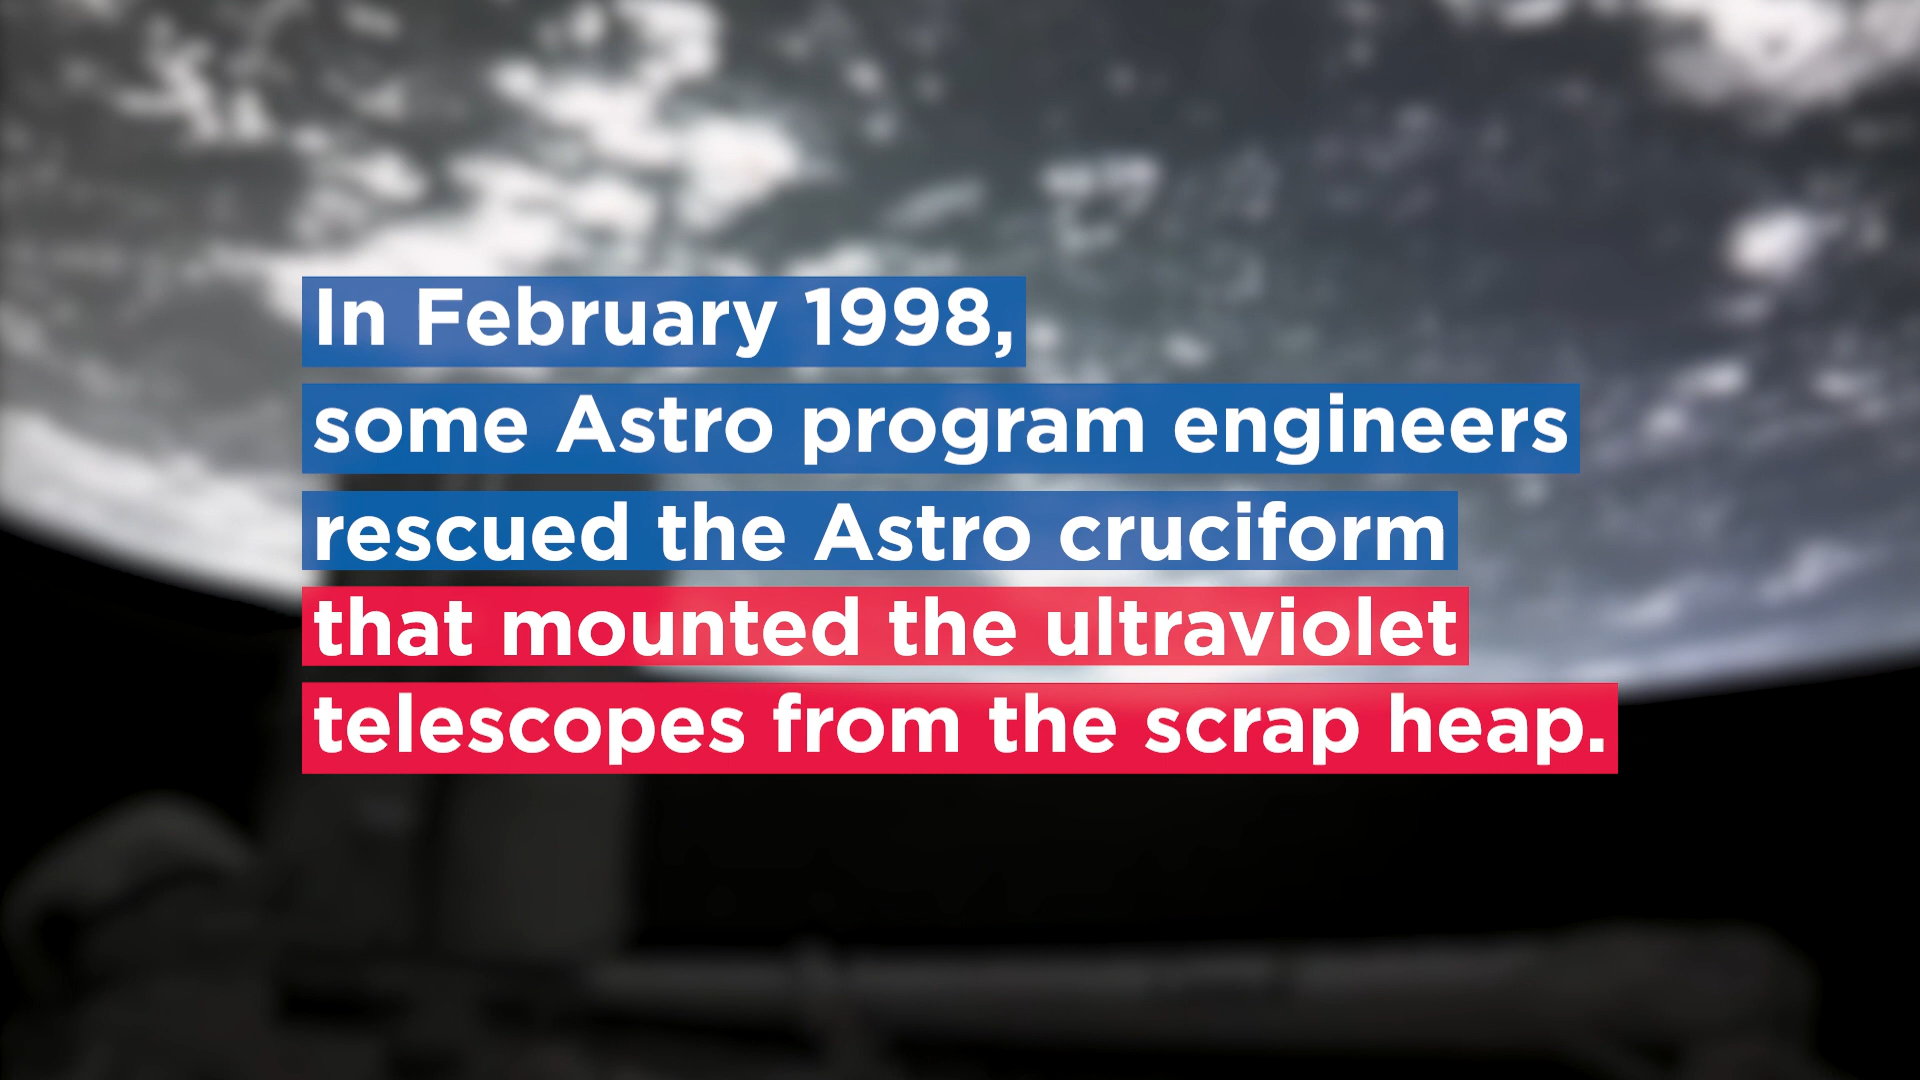 In February 1998,
some Astro program engineers
rescued the Astro cruciform
that mounted the ultraviolet
telescopes from the scrap heap.